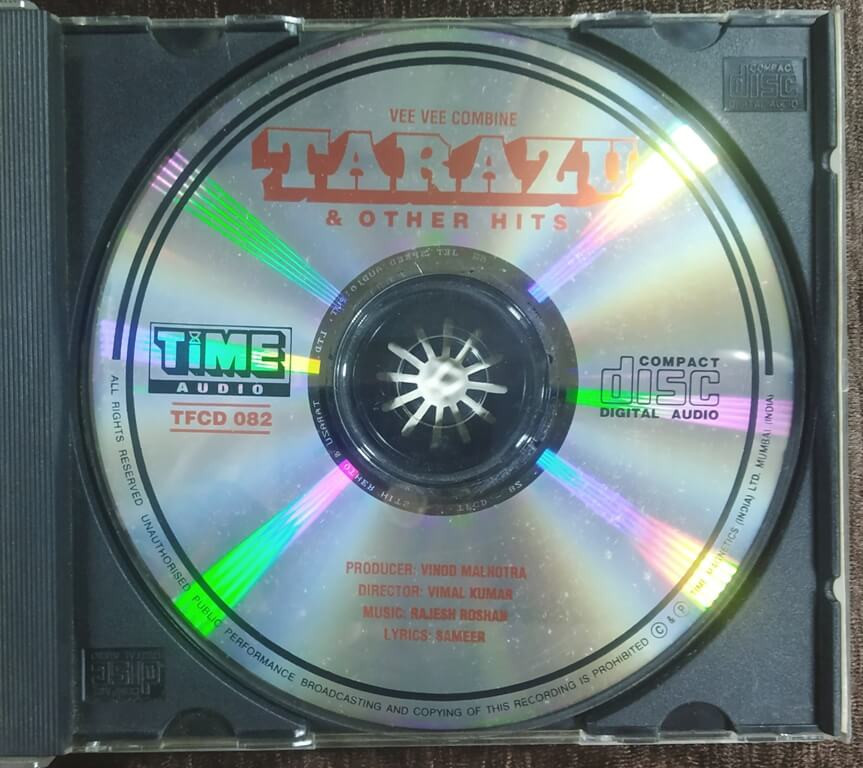 VEE VEE COMBINE
TARAZU
& OTHER HITS
TiME
AUDIO
TFCD 082
COMPACT
disc
DIGITAL AUDIO
PRODUCER: VINOD MALHOTRA
DIRECTOR: VIMAL KUMAR
MUSIC: RAJESH ROSHAN
LYRICS: SAMEER
ALL RIGHTS RESERVED UNAUTHORISED PUBLIC PERFORMANCE BROADCASTING AND COPYING OF THIS RECORDING IS PROHIBITED © & ℗ TIME MAGNETICS (INDIA) LTD. MUMBAI (INDIA)
COMPACT
disc
DIGITAL AUDIO